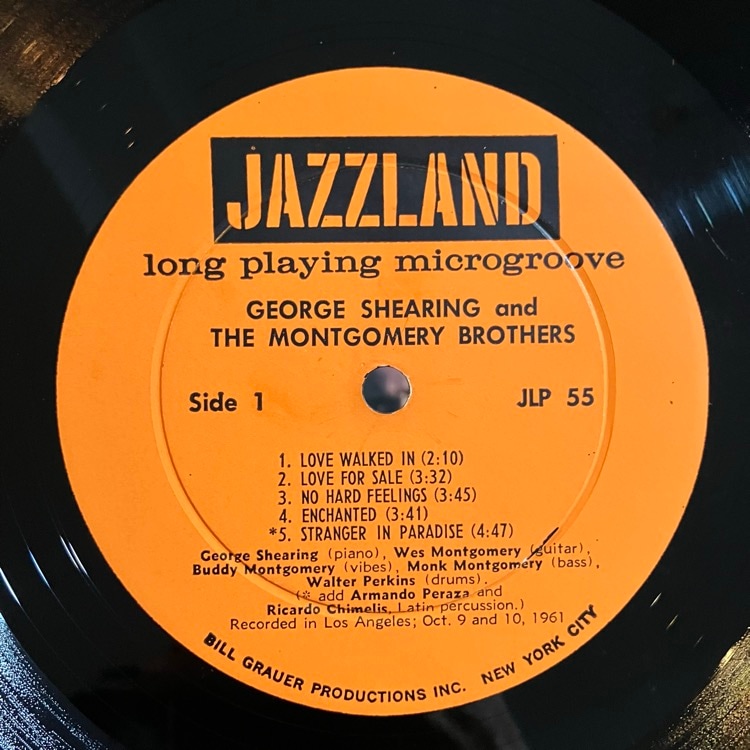 JAZZLAND
long playing microgroove
GEORGE SHEARING and
THE MONTGOMERY BROTHERS
Side 1 JLP 55
1. LOVE WALKED IN (2:10)
2. LOVE FOR SALE (3:32)
3. NO HARD FEELINGS (3:45)
4. ENCHANTED (3:41)
*5. STRANGER IN PARADISE (4:47)
George Shearing (piano), Wes Montgomery (guitar),
Buddy Montgomery (vibes), Monk Montgomery (bass),
Walter Perkins (drums).
(* add Armando Peraza and
Ricardo Chimelis, Latin percussion.)
Recorded in Los Angeles; Oct. 9 and 10, 1961
BILL GRAUER PRODUCTIONS INC. NEW YORK CITY